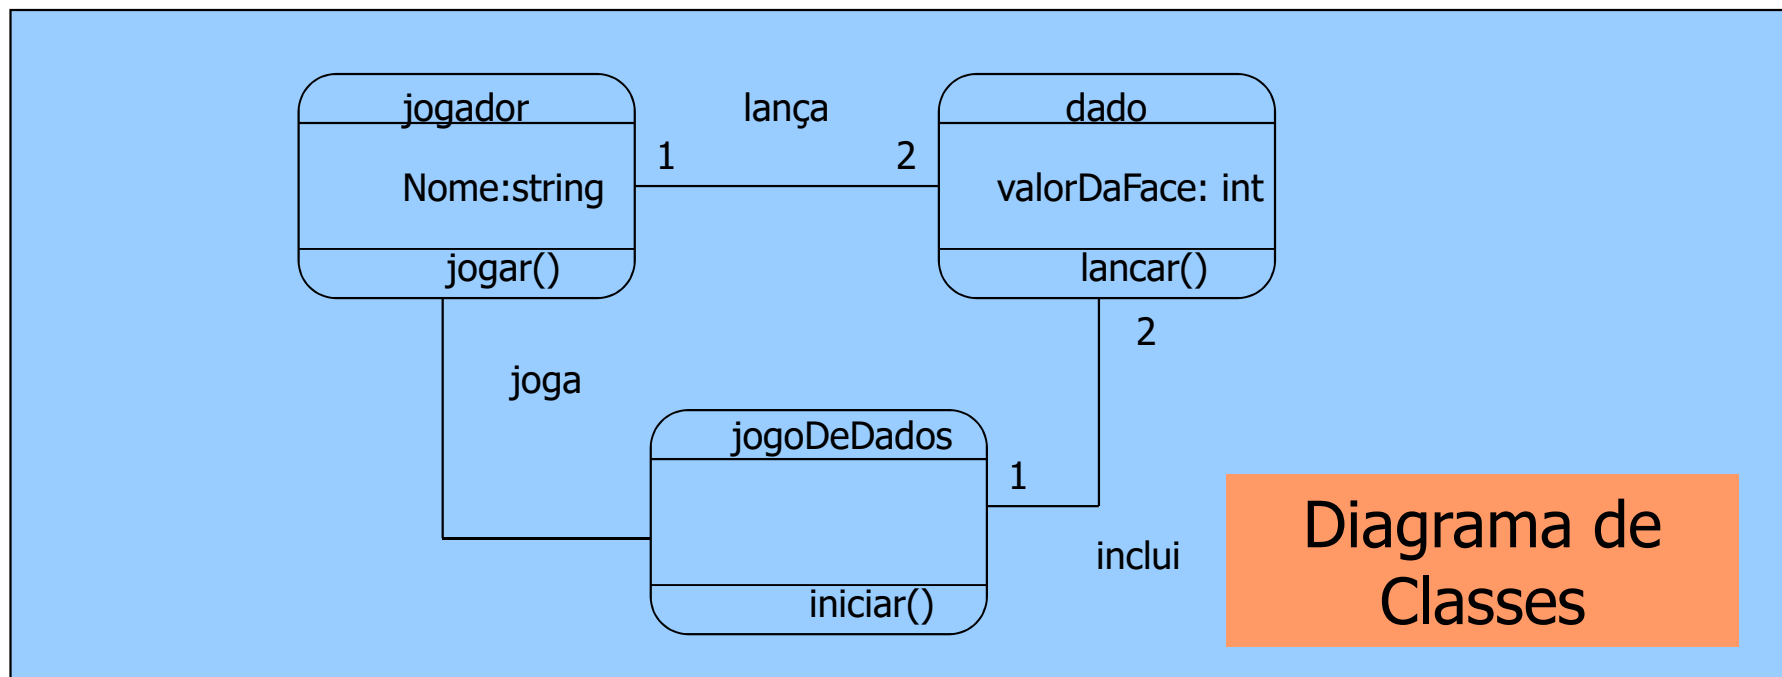 jogador
lança
dado
1
2
Nome:string
valorDaFace: int
jogar()
lancar()
2
joga
jogoDeDados
1
inclui
iniciar()
Diagrama de
Classes